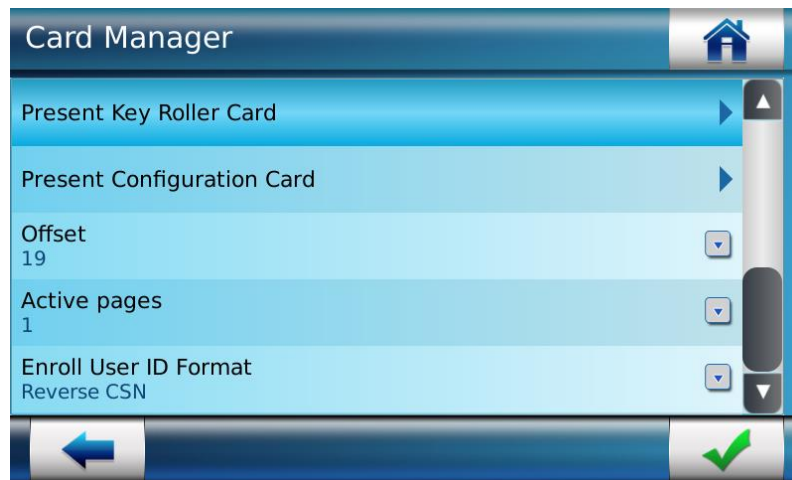 Card Manager
Present Key Roller Card
Present Configuration Card
Offset
19
Active pages
1
Enroll User ID Format
Reverse CSN